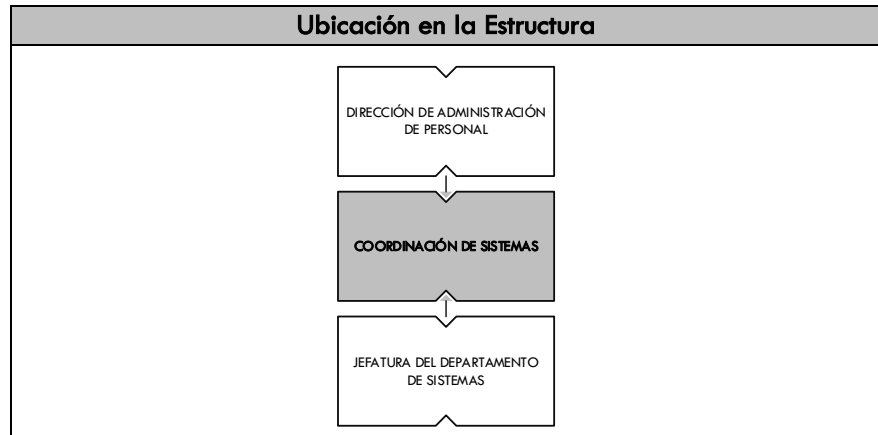 Ubicación en la Estructura
DIRECCIÓN DE ADMINISTRACIÓN
DE PERSONAL
COORDINACIÓN DE SISTEMAS
JEFATURA DEL DEPARTAMENTO
DE SISTEMAS